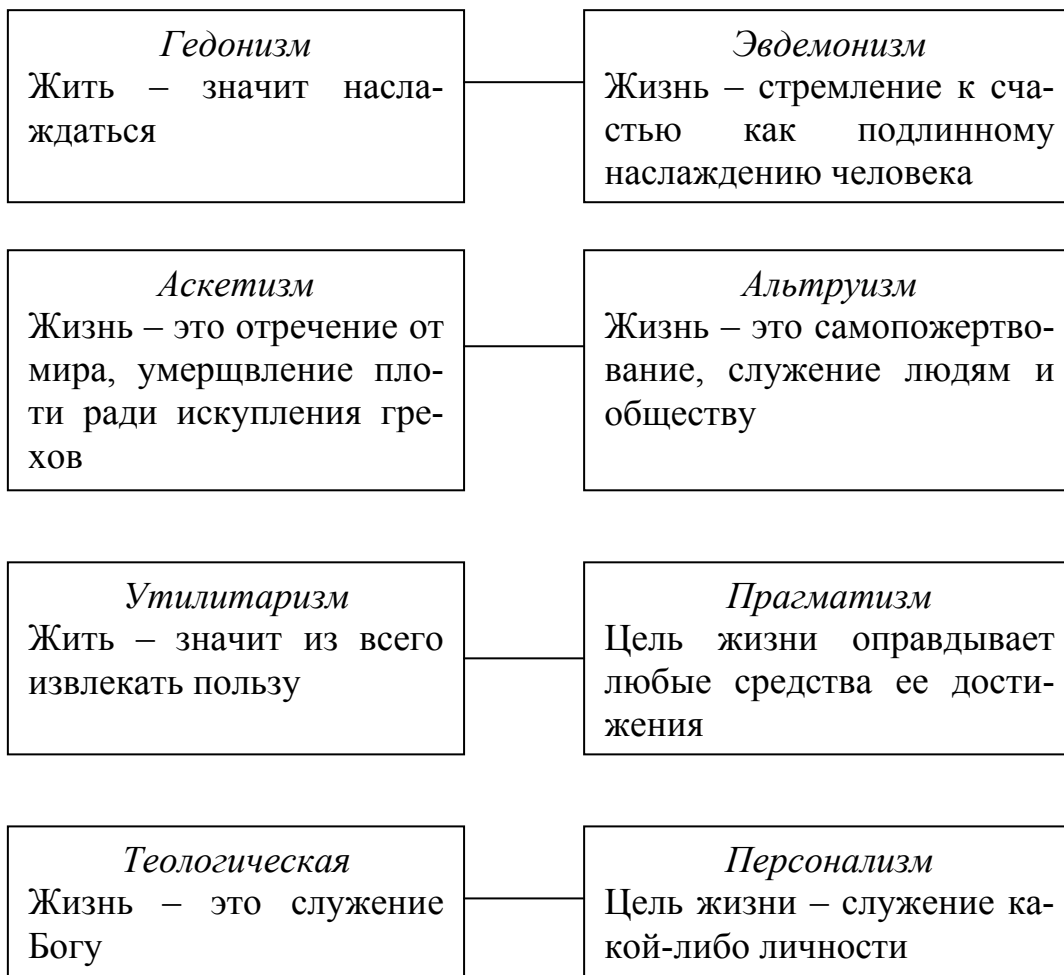 Гедонизм
Жить – значит насла-
ждаться
Эвдемонизм
Жизнь – стремление к сча-
стью как подлинному
наслаждению человека
Аскетизм
Жизнь – это отречение от
мира, умерщвление пло-
ти ради искупления гре-
хов
Альтруизм
Жизнь – это самопожертво-
вание, служение людям и
обществу
Утилитаризм
Жить – значит из всего
извлекать пользу
Прагматизм
Цель жизни оправдывает
любые средства ее дости-
жения
Теологическая
Жизнь – это служение
Богу
Персонализм
Цель жизни – служение ка-
кой-либо личности